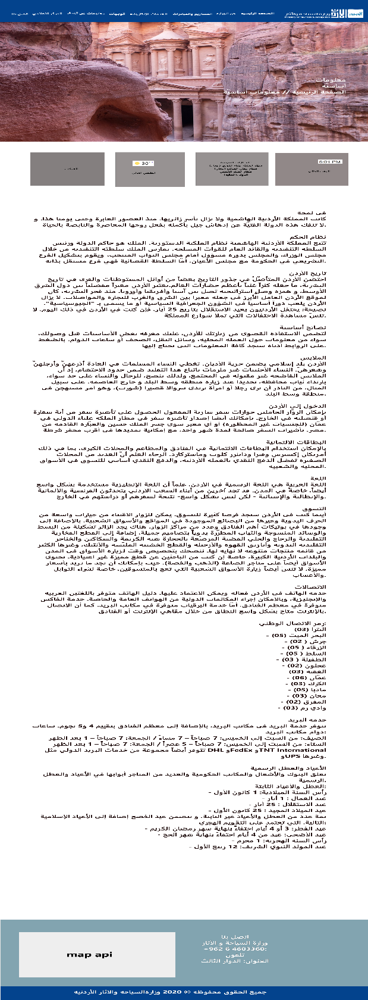 الصفحة الرئيسية
عن الوزارة
المشاريع والمبادرات
الخدمات الإلكترونية
الوجهات
معلومات عن السفر
المركز الإعلامي
اتصل بنا
وزارة السياحة والآثار
Ministry of Tourism & Antiquities
معلومات
أساسية
الصفحة الرئيسية // معلومات أساسية
6:01 PM
الوقت الحالي
30°
الطقس الحالي
في لمحة
كانت المملكة الأردنية الهاشمية ولا تزال تأسر زائريها، منذ العصور الغابرة وحتى يومنا هذا. و
لا تنفك هذه الدولة الفتيّة عن إدهاش جيل بأكمله بفعل روحها المعاصرة والنابضة بالحياة.
نظام الحكم
تتبع المملكة الأردنية الهاشمية نظام الملكية الدستورية. الملك هو حاكم الدولة ورئيس
السلطة التنفيذية والقائد العام للقوات المسلحة. يمارس الملك سلطته التنفيذية من خلال
مجلس الوزراء، والمجلس بدوره مسؤول أمام مجلس النواب المنتخب، ويقوم بتشكيل الفرع
التشريعي في الحكومة مع مجلس الأعيان. أمّا السلطة القضائية فهي فرع مستقل بذاته.
تاريخ الأردن
احتضن الأردن المتأصّل في جذور التاريخ بعضاً من أوائل المستوطنات والقرى في تاريخ
البشرية، ما جعله كنزاً غنياً بأعظم حضارات العالم.يعتبر الأردن معبراً مفصلياً بين دول الشرق
الأوسط، و همزة وصل إستراتيجية تصل بين آسيا وأفريقيا وأوروبا. منذ فجر البشرية، كان
لموقع الأردن العامل الأبرز في جعله معبراً بين الشرق والغرب للتجارة والمواصلات. لا يزال
الأردن يلعب دوراً أساسياً في الشؤون الجغرافية السياسية أو ما يسمى بـ "الجيوسياسية".
نصيحة: يحتفل الأردنيون بعيد الاستقلال بتاريخ 25 أيار. فإن كنت في الأردن في ذلك اليوم، لا
تنسَ مشاهدة الاحتفالات التي تملأ شوارع المملكة.
نصائح أساسية
لتضمن الاستفادة القصوى من زيارتك للأردن، عليك معرفة بعض الأساسيات قبل وصولك،
سواء من معلومات حول العملة المحلية، وسائل النقل، الصحف أو ساعات الدوام. بالضغط
على الروابط أدناه ستجد كافة المعلومات التي تحتاج إليها.
الملابس
الأردن بلد إسلامي يضمن حرية الأديان. تغطي النساء المسلمات في العادة أذرعهنّ وأرجلهنّ
وشعرهنّ. النساء الأجنبيات غير ملزمات باتباع هذا التقليد ضمن حدود الاحتشام، إذ أن
الملابس الفاضحة غير مقبولة في المجتمع. ولذلك ننصح، للرجال والنساء على حد سواء،
بارتداء ثياب محافظة، تحديداً عند زيارة منطقة وسط البلد و خارج العاصمة. على سبيل
المثال، من النادر أن ترى رجلاً أو امرأة يرتدي سروالاً قصيراً (شورت)، وهو أمر مستهجن في
منطقة وسط البلد.
الدخول إلى الأردن
بإمكان الزوار الحاملين جوازات سفر سارية المفعول الحصول على تأشيرة سفر من أية سفارة
أو قنصلية في الخارج. بإمكانك أيضاً إصدار تأشيرة سفر في مطار الملكة علياء الدولي في
عمّان (للجنسيات غير المحظورة) أو أي معبر سوى جسر الملك حسين والعبّارة القادمة من
مصر. تأشيرات السفر صالحة لمدة شهر واحد، مع إمكانية تمديدها في أقرب مخفر شرطة.
البطاقات الائتمانية
بالإمكان استخدام البطاقات الائتمانية في الفنادق والمطاعم والمحلات الكبرى، بما في ذلك
أمريكان إكسبرس وفيزا وداينرز كلوب وماستركارد. الرجاء العلم أنّ العديد من المحلات
الصغيرة تفضل الدفع النقدي بالعملة الأردنية، والدفع النقدي أساسي للتسوق في الأسواق
المحلية والشعبية.
اللغة
اللغة العربية هي اللغة الرسمية في الأردن، علماً أن اللغة الإنجليزية مستخدمة بشكل واسع
أيضاً، خاصةً في المدن. قد تجد آخرين من أبناء الشعب الأردني يتحدثون الفرنسية والألمانية
والإيطالية والإسبانية - لكن ليس بشكل واسع- نتيجة لسفرهم أو دراستهم في الخارج.
التسوق
أينما كنت في الأردن ستجد فرصاً كثيرة للتسوق. يمكن للزوار الاقتناء من خيارات واسعة من
الحرف اليدوية وغيرها من البضائع الموجودة في المواقع والأسواق الشعبية، بالإضافة إلى
وجودها في بوتيكات أهم الفنادق وعدد من مراكز الزوار. هناك يجد الزائر تشكيلة من البسط
والوسائد المنسوجة والثياب المطرّزة يدوياً بتصاميم جميلة، إضافة إلى القطع الفخارية
التقليدية والزجاج والحلي الفضية المرصّعة بالحجارة شبه الكريمة والسكاكين والخناجر
التقليدية البدوية وأباريق القهوة والأرجيلة والقطع الخشبية الملبّسة والأنتيك، وغيرها الكثير
من قائمة منتجات متنوعة لا نهاية لها. ننصحك بتخصيص وقت لزيارة الأسواق في المدن
والبلدات الأردنية الكبيرة، خاصة إن كنت من الباحثين عن قطع مميزة غير اعتيادية. تحتوي
الأسواق أيضاً على متاجر الصاغة (الذهب والفضة)، حيث بإمكانك أن تجد ما تريد بأسعار
مميزة. لا تنس أيضاً زيارة الأسواق الشعبية التي تعج بالمتسوقين، خاصة لشراء التوابل
والأعشاب.
الاتصالات
خدمة الهاتف في الأردن فعالة ويمكن الاعتماد عليها. دليل الهاتف متوفر باللغتين العربية
والإنجليزية، وبالإمكان إجراء المكالمات الدولية من الهواتف العامة والخاصة. خدمة الفاكس
متوفرة في معظم الفنادق. أمّا خدمة البرقيات متوفرة في مكاتب البريد. كما أن الاتصال
بالإنترنت متاح بشكل واسع النطاق من خلال مقاهي الإنترنت أو الفنادق.
رمز الاتصال الوطني:
البترا (03)
البحر الميت (05) -
جرش ( 02) -
الزرقاء ( 05) -
السلط ( 05) -
الطفيلة ( 03) -
عجلون (02) -
العقبة (03)
عمّان (06) -
الكرك (03) -
مادبا (05) -
معان (03) -
المفرق (02) -
وادي رم (03) -
خدمة البريد
تتوفر خدمة البريد في مكاتب البريد، بالإضافة إلى معظم الفنادق بتقييم 4 و5 نجوم. ساعات
دوام مكاتب البريد:
الصيف: من السبت إلى الخميس: 7 صباحاً – 7 مساءً / الجمعة: 7 صباحاً – 1 بعد الظهر
الشتاء: من السبت إلى الخميس: 7 صباحاً – 5 عصراً / الجمعة: 7 صباحاً – 1 بعد الظهر
تتوفر أيضاً مجموعة من خدمات البريد الدولي مثل DHL وFedEx وTNT International
وUPS وغيرها.
الأعياد والعطل الرسمية
تغلق البنوك والأشغال والمكاتب الحكومية والعديد من المتاجر أبوابها في الأعياد والعطل
الرسمية.
العطل والأعياد الثابتة:
رأس السنة الميلادية: 1 كانون الأول -
عيد العمال : 1 أيار -
عيد الاستقلال : 25 أيار -
عيد الميلاد المجيد : 25 كانون الأول -
ثمة عدد من العطل والأعياد غير الثابتة، و تتضمن عيد الفصح إضافة إلى الأعياد الإسلامية
التالية، التي تعتمد على التقويم الهجري:
عيد الفطر: 3 أو 4 أيام احتفاءً بنهاية شهر رمضان الكريم -
عيد الأضحى: عيد من 4 أيام احتفاءً بنهاية شهر الحج -
رأس السنة الهجرية: 1 محرم -
عيد المولد النبوي الشريف: 12 ربيع الأول -
map api
اتصل بنا
وزارة السياحة و الآثار
+962 6 4603360:
تلفون
العنوان: الدوار الثالث
جميع الحقوق محفوظة © 2020 وزارةالسياحة والاثار الأردنية